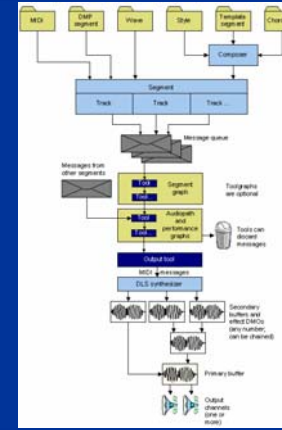 MIDI
DMP
segment
Wave
Style
Template
segment
Composer
Segment
Track
Track
Track ...
Message queue
Messages from
other segments
Tool
Tool...
Segment
graph
Toolgraphs
are optional
Tool
Tool...
Audiopath
and
performance
graphs
Tools can
discard
messages
Output tool
MIDI messages
DLS synthesizer
Secondary
buffers and
effect DMOs
(any number,
can be chained)
Primary buffer
Output
channels
(one or
more)